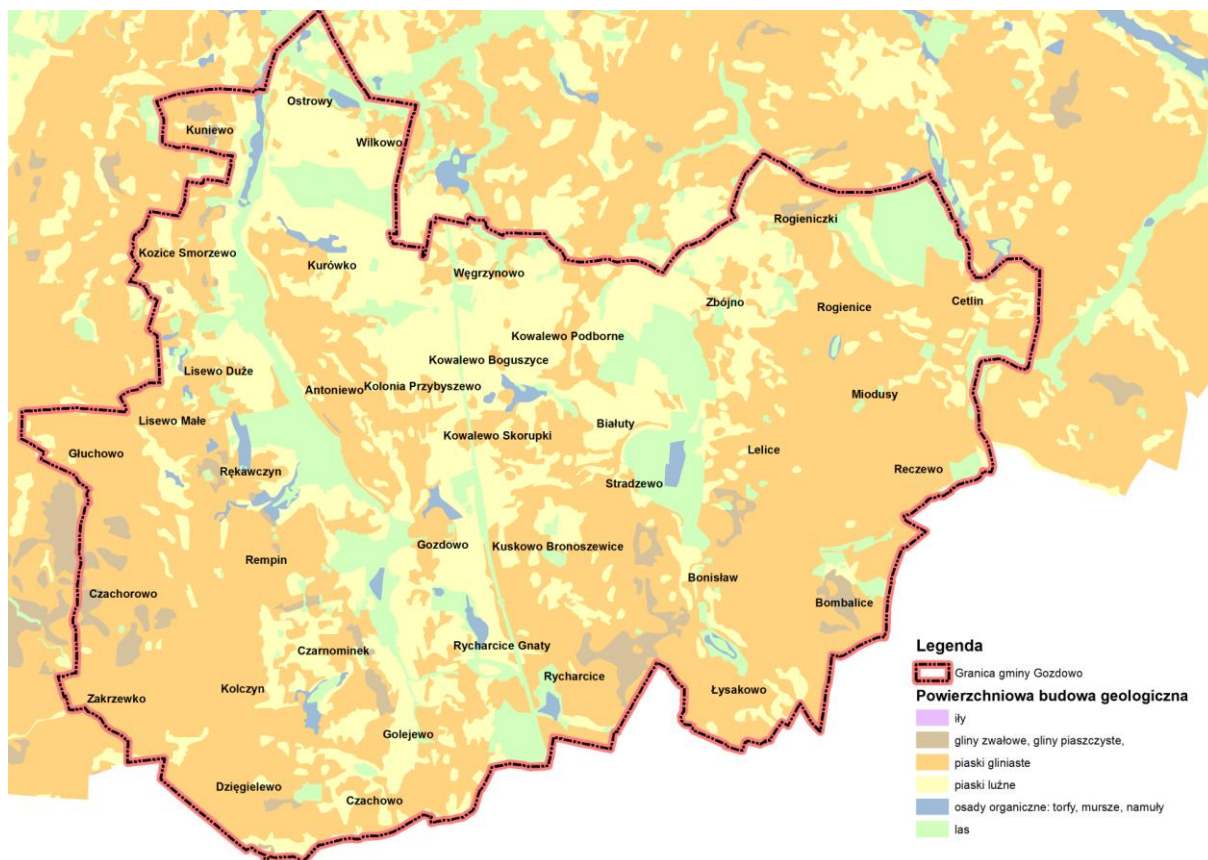 Ostrowy
Kuniewo
Wilkowo
Rogieniczki
Kozice Smorzewo
Kurówko
Węgrzynowo
Zbójno
Rogienice
Cetlin
Kowalewo Podborne
Kowalewo Boguszyce
Lisewo Duże
Antoniewo
Kolonia Przybyszewo
Miodusy
Lisewo Małe
Białuty
Kowalewo Skorupki
Głuchowo
Lelice
Rękawczyn
Reczewo
Stradzewo
Gozdowo
Kuskowo Bronoszewice
Rempin
Bonisław
Czachorowo
Bombalice
Czarnominek
Rycharcice Gnaty
Rycharcice
Zakrzewko
Kolczyn
Łysakowo
Golejewo
Dzięgielewo
Czachowo
Legenda
Granica gminy Gozdowo
Powierzchniowa budowa geologiczna
iły
gliny zwałowe, gliny piaszczyste,
piaski gliniaste
piaski luźne
osady organiczne: torfy, mursze, namuły
las